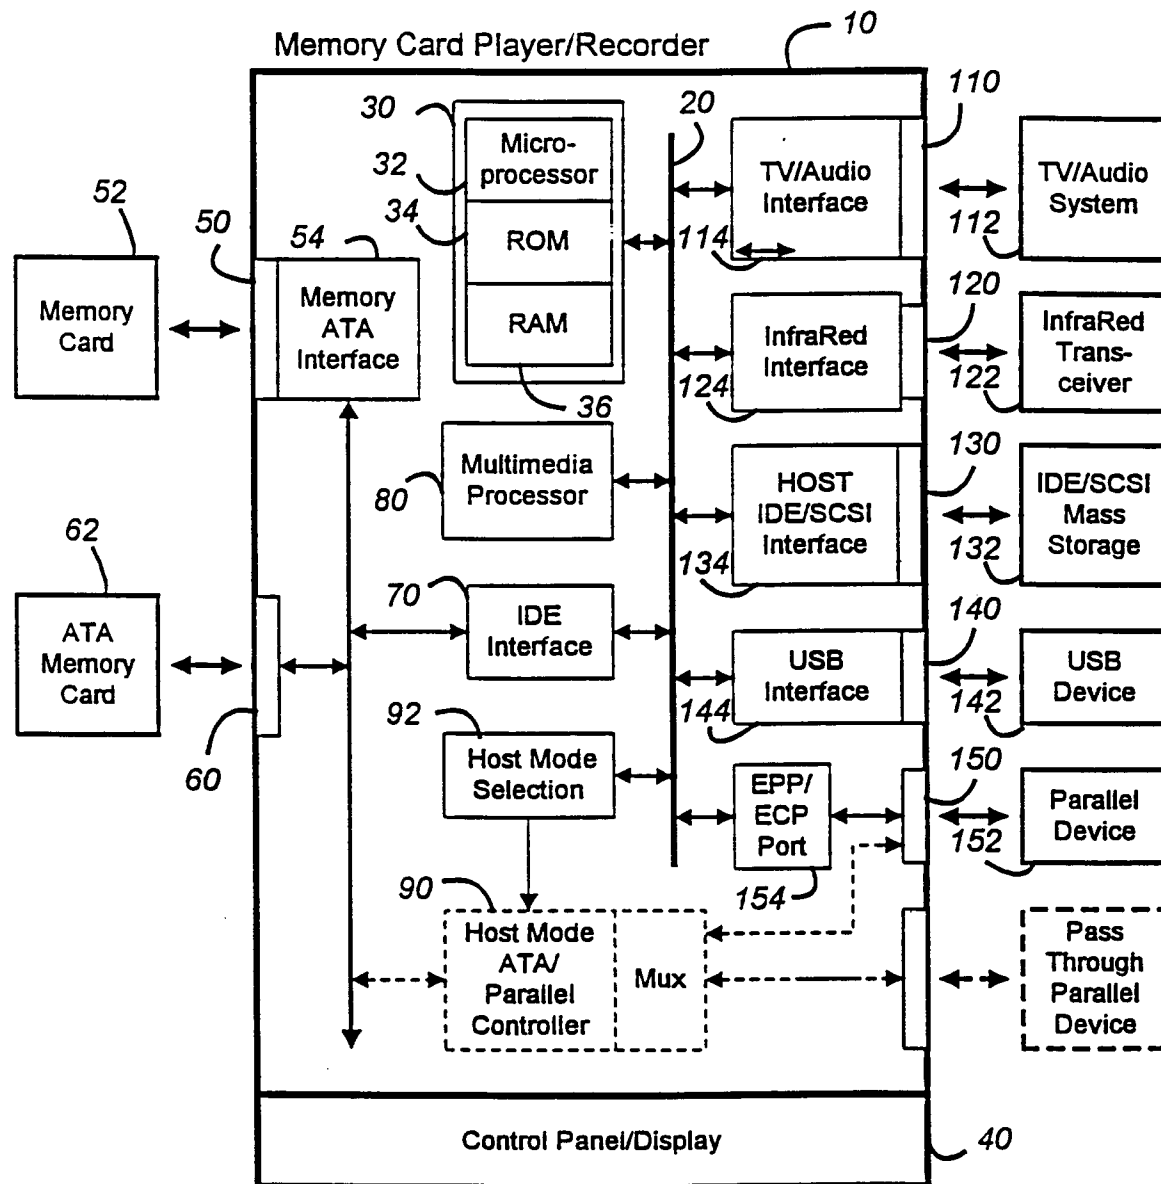 Memory Card Player/Recorder
10
30
20
110
Micro-
processor
32
TV/Audio
Interface
TV/Audio
System
52
50
54
34
ROM
114
112
Memory
Card
Memory
ATA
Interface
RAM
120
InfraRed
Interface
InfraRed
Trans-
ceiver
36
124
122
Multimedia
Processor
80
130
HOST
IDE/SCSI
Interface
IDE/SCSI
Mass
Storage
62
134
132
70
IDE
Interface
140
ATA
Memory
Card
USB
Interface
USB
Device
92
144
142
60
Host Mode
Selection
150
EPP/
ECP
Port
Parallel
Device
152
154
90
Host Mode
ATA/
Parallel
Controller
Mux
Pass
Through
Parallel
Device
Control Panel/Display
40